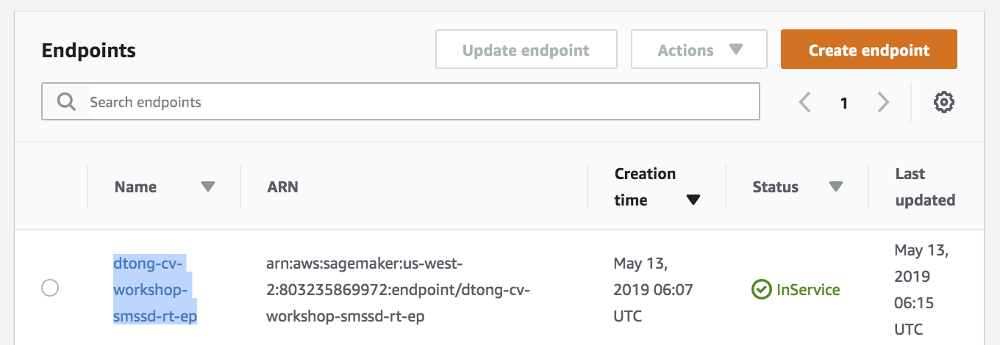 Endpoints
Update endpoint
Actions
Create endpoint
Search endpoints
1
Name
ARN
Creation
time
Status
Last
updated
dtong-cv-
workshop-
smssd-rt-ep
arn:aws:sagemaker:us-west-
2:803235869972:endpoint/dtong-cv-
workshop-smssd-rt-ep
May 13,
2019 06:07
UTC
InService
May 13,
2019
06:15
UTC